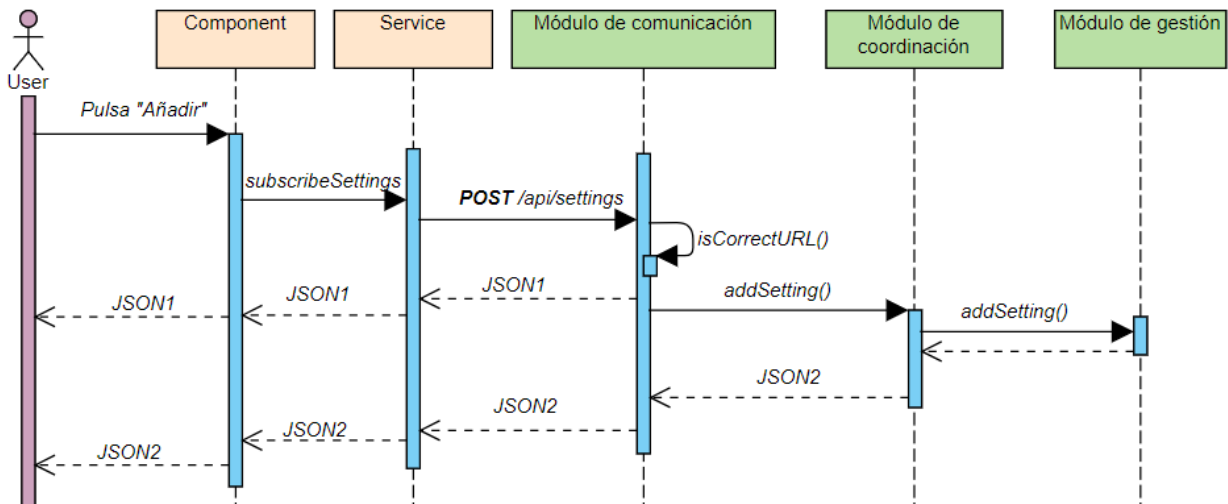 Component
Service
Módulo de comunicación
Módulo de
coordinación
Módulo de gestión
User
Pulsa "Añadir"
subscribeSettings
POST /api/settings
isCorrectURL()
JSON1
JSON1
JSON1
addSetting()
addSetting()
JSON2
JSON2
JSON2
JSON2